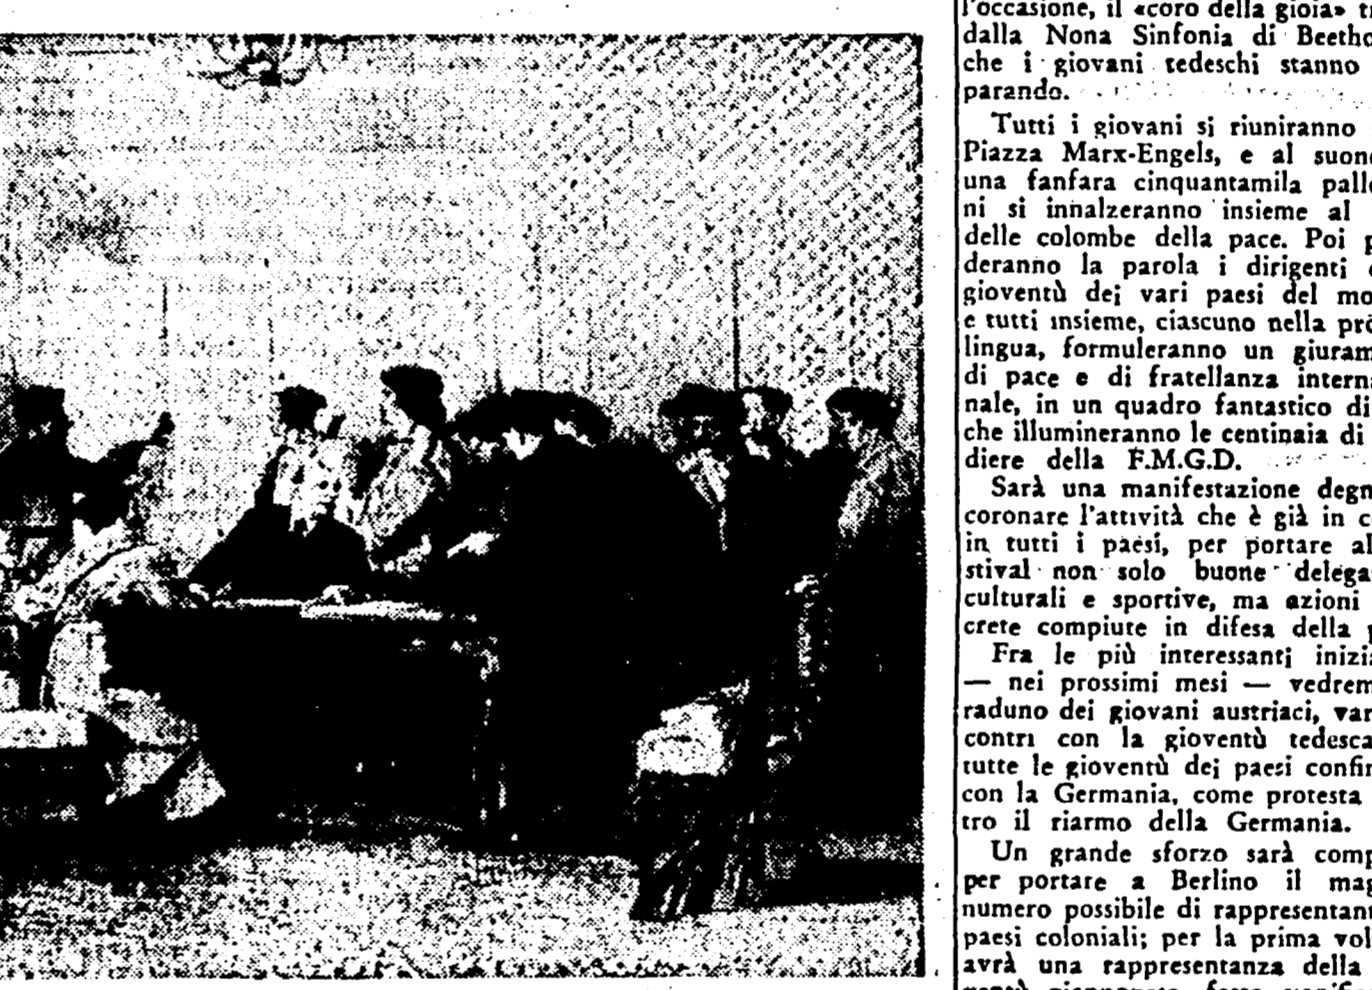 l'occasione, il «coro della gioia»
dalla Nona Sinfonia di Beetho
che i giovani tedeschi stanno
parando.
Tutti i giovani si riuniranno
Piazza Marx-Engels, e al suon
una fanfara cinquantamila pall
ni si innalzeranno insieme al
delle colombe della pace. Poi
deranno la parola i dirigenti
gioventù dei vari paesi del mo
e tutti insieme, ciascuno nella pro
lingua, formuleranno un giuram
di pace e di fratellanza intern
nale, in un quadro fantastico di
che illumineranno le centinaia di
diere della F.M.G.D.
Sarà una manifestazione degn
coronare l'attività che è già in c
in tutti i paesi, per portare al
stival non solo buone delega
culturali e sportive, ma azioni
crete compiute in difesa della
Fra le più interessanti inizi
— nei prossimi mesi — vedrem
raduno dei giovani austriaci, var
contri con la gioventù tedesca
tutte le gioventù dei paesi confi
con la Germania, come protesta
tro il riarmo della Germania.
Un grande sforzo sarà comp
per portare a Berlino il mag
numero possibile di rappresentan
paesi coloniali; per la prima vol
avrà una rappresentanza della